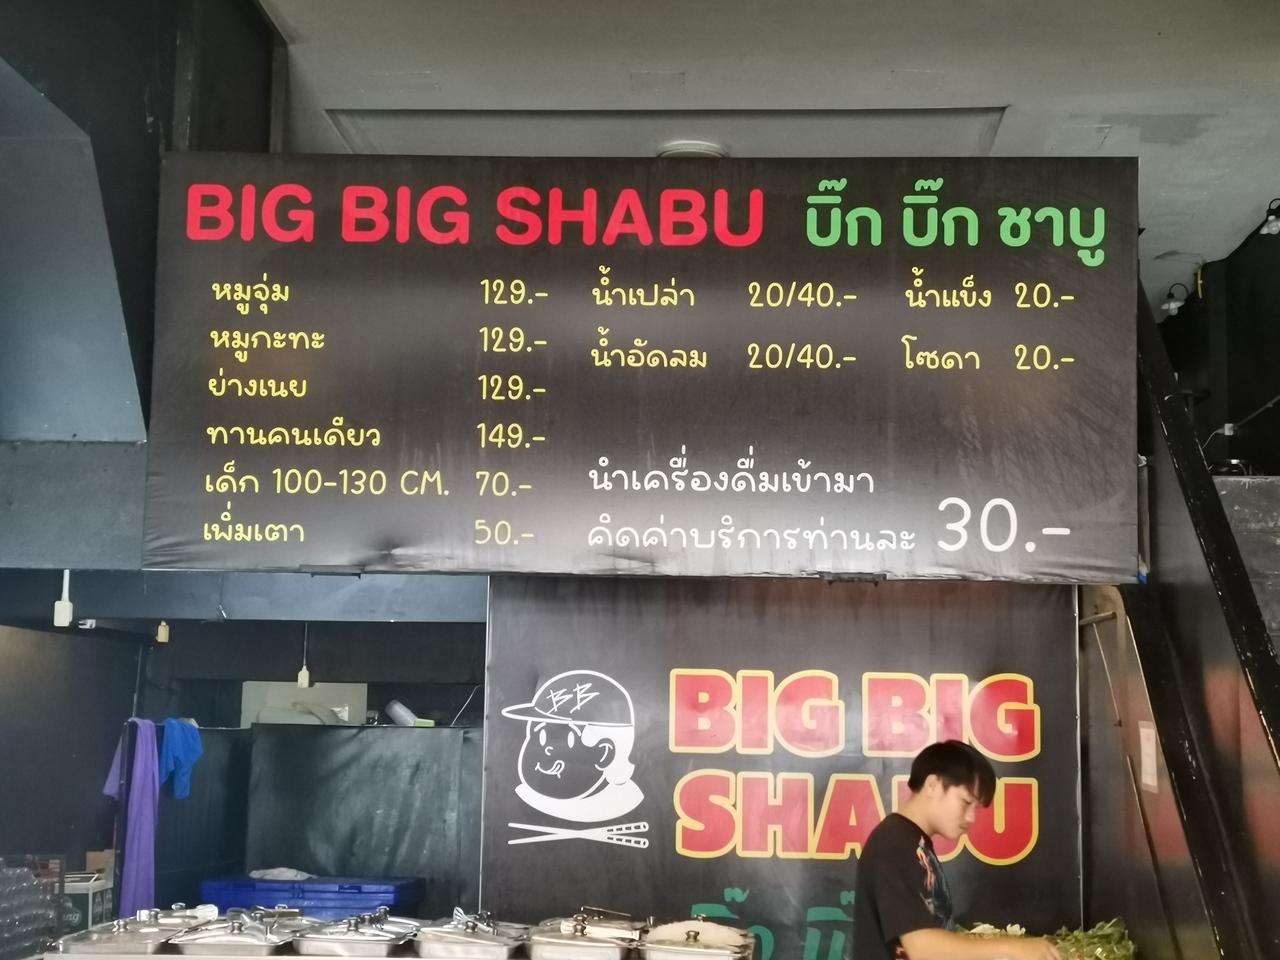 BIG BIG SHABU บิ๊ก บิ๊ก ชาบู
หมูจุ่ม 129.-
หมูกะทะ 129.-
ย่างเนย 129.-
ทานคนเดียว 149.-
เด็ก 100-130 CM. 70.-
เพิ่มเตา 50.-
น้ำเปล่า 20/40.- น้ำแข็ง 20.-
น้ำอัดลม 20/40.- โซดา 20.-
นำเครื่องดื่มเข้ามา
คิดค่าบริการท่านละ 30.-
BB
BIG BIG
SHABU
บิ๊ก บิ๊ก